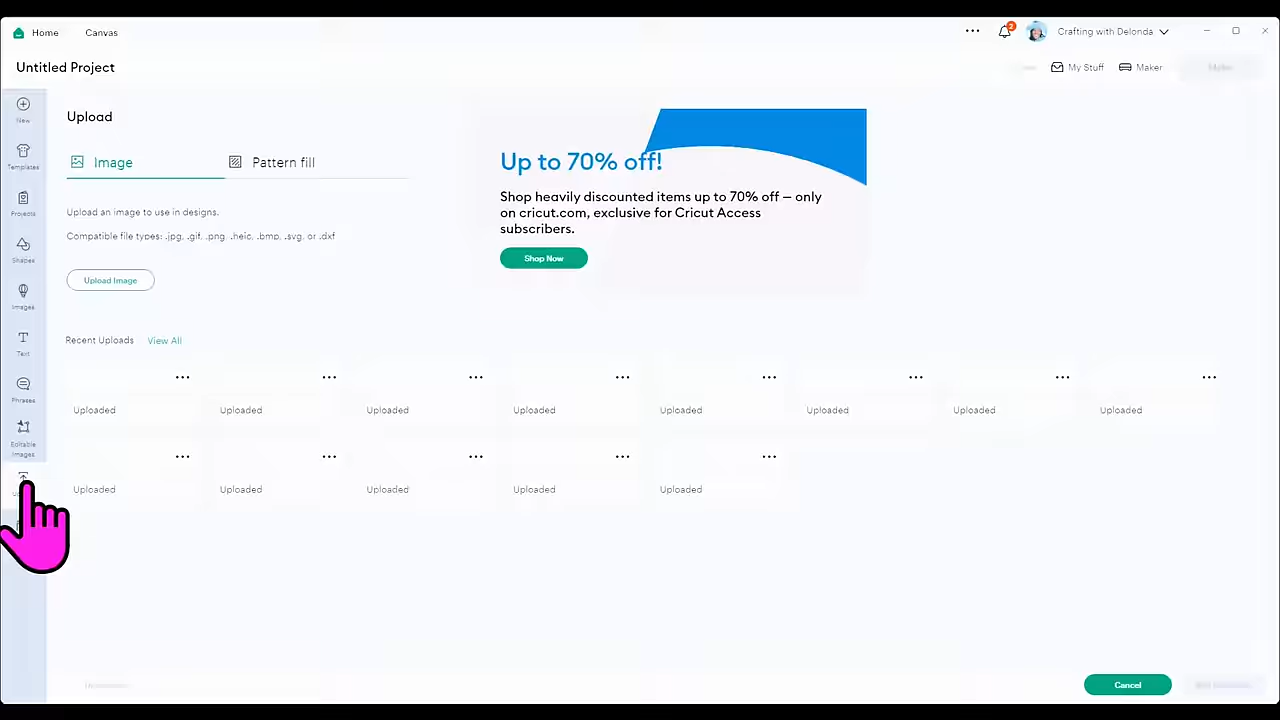 Home Canvas
2
Crafting with Delonda
Untitled Project
My Stuff Maker
New
Templates
Projects
Shapes
Images
Text
Phrases
Editable
Images
Upload
Image Pattern fill
Upload an image to use in designs.
Compatible file types: .jpg, .gif, .png, .heic, .bmp, .svg, or .dxf
Upload Image
Up to 70% off!
Shop heavily discounted items up to 70% off – only
on cricut.com, exclusive for Cricut Access
subscribers.
Shop Now
Recent Uploads View All
Uploaded Uploaded Uploaded Uploaded Uploaded Uploaded Uploaded Uploaded
Uploaded Uploaded Uploaded Uploaded Uploaded
Cancel